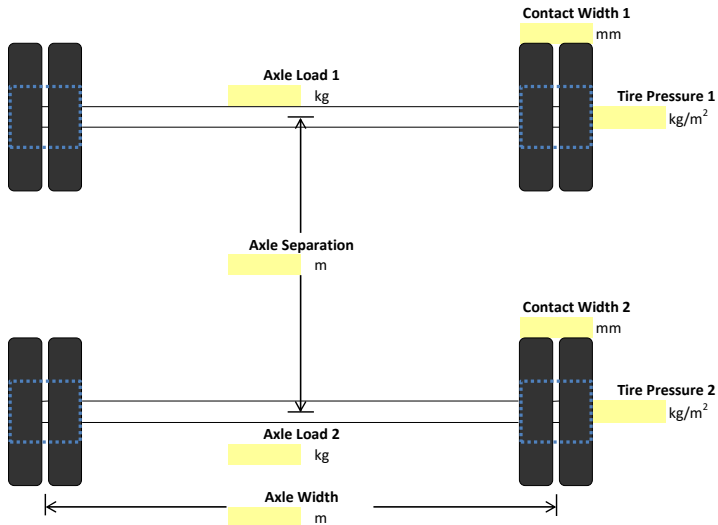 Contact Width 1
mm
Axle Load 1
kg
Tire Pressure 1
kg/m²
Axle Separation
m
Contact Width 2
mm
Tire Pressure 2
kg/m²
Axle Load 2
kg
Axle Width
m